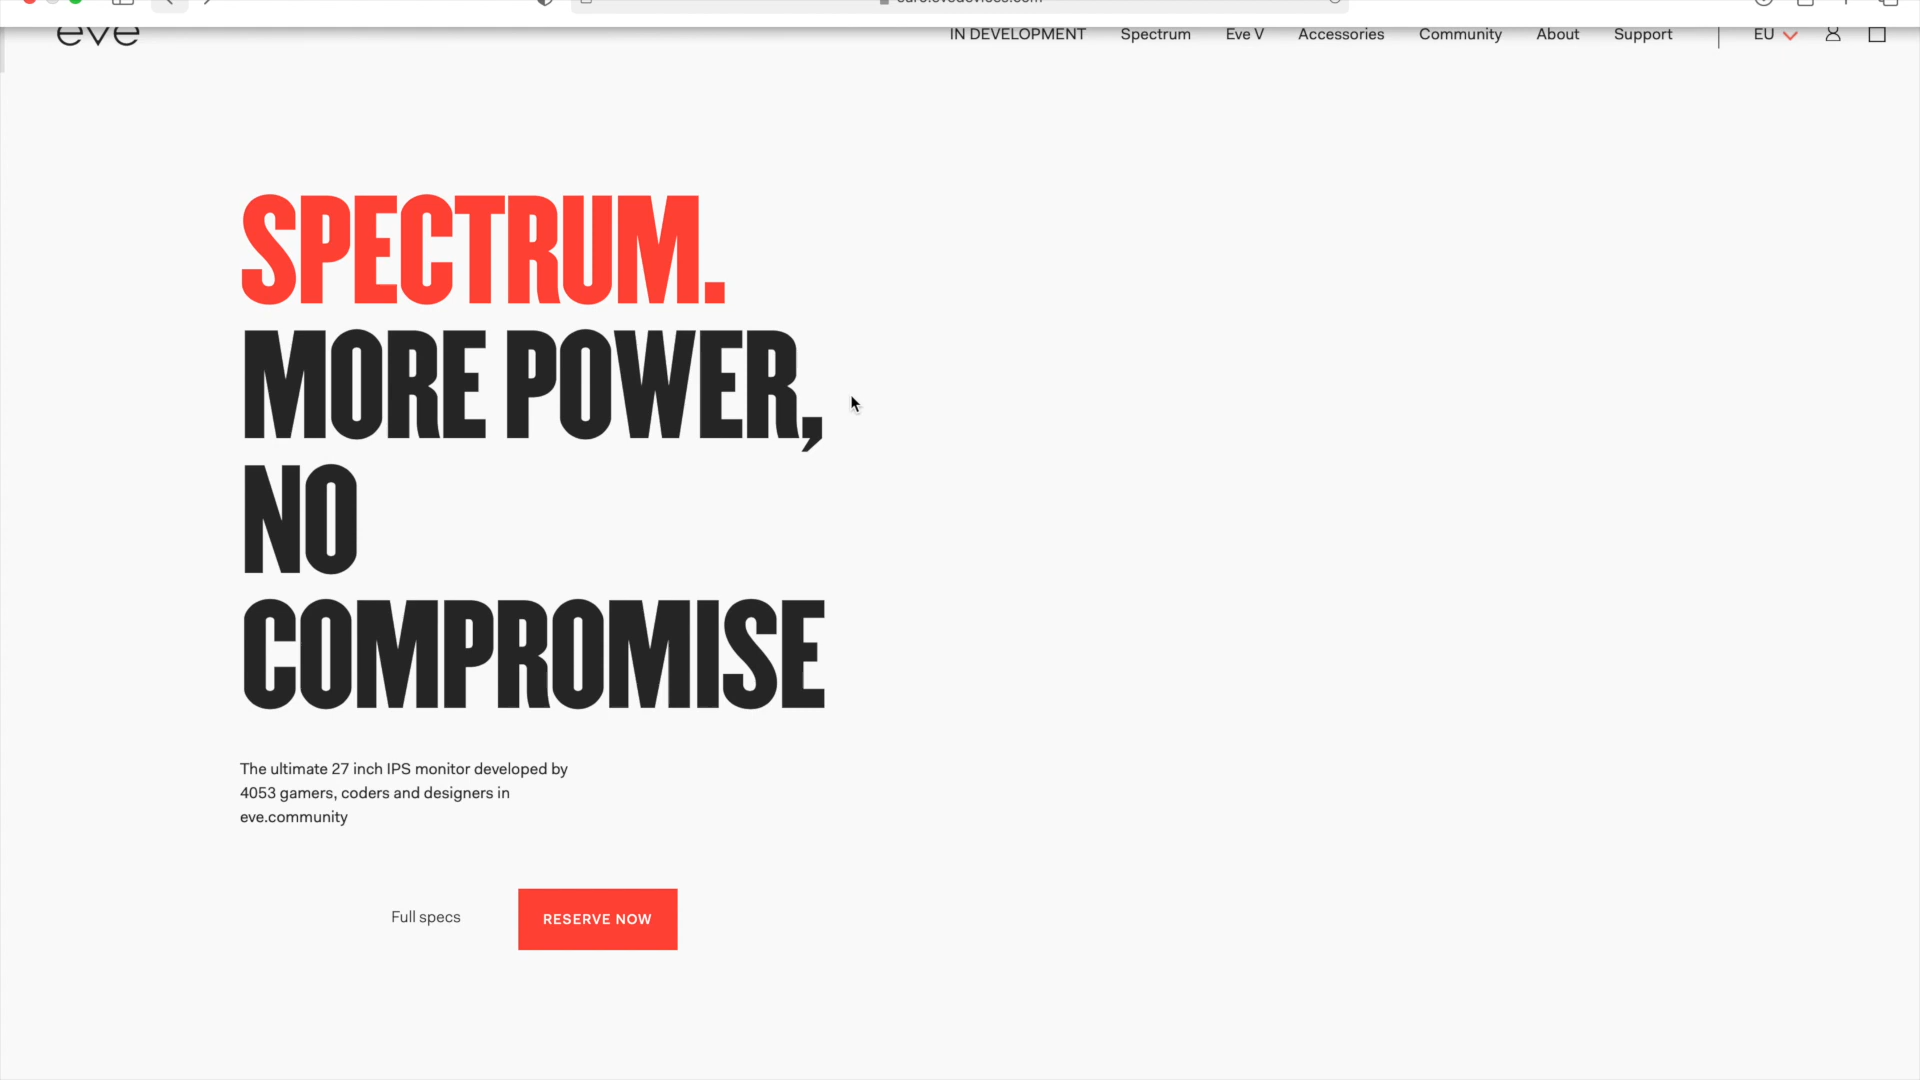 eve
IN DEVELOPMENT Spectrum Eve V Accessories Community About Support EU
SPECTRUM.
MORE POWER,
NO
COMPROMISE
The ultimate 27 inch IPS monitor developed by
4053 gamers, coders and designers in
eve.community
Full specs
RESERVE NOW